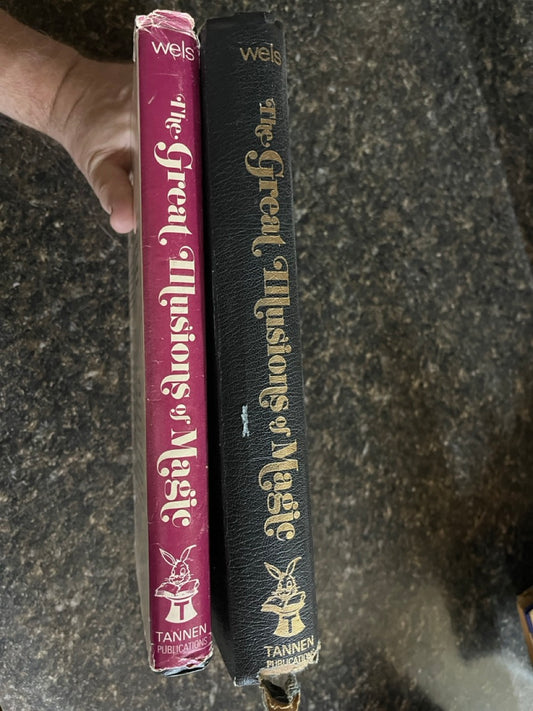 Wels
The Great Illusions of Magic
T
TANNEN
PUBLICATIONS
Wels
The Great Illusions of Magic
T
TANNEN
PUBLICATIONS